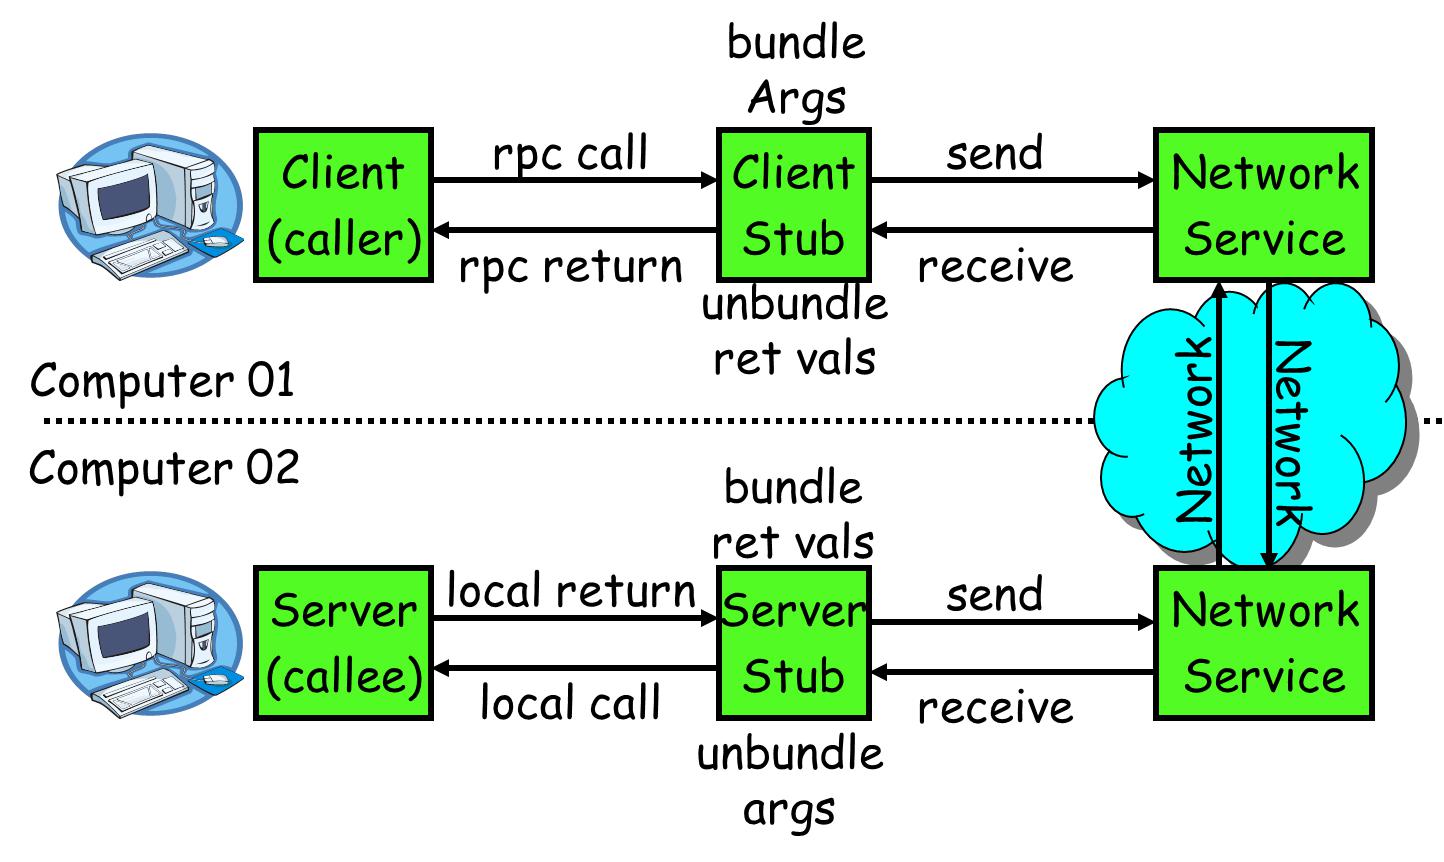 bundle
Args
Client
(caller)
rpc call
rpc return
Client
Stub
send
receive
Network
Service
unbundle
ret vals
Computer 01
Network
Network
Computer 02
bundle
ret vals
Server
(callee)
local return
local call
Server
Stub
send
receive
Network
Service
unbundle
args